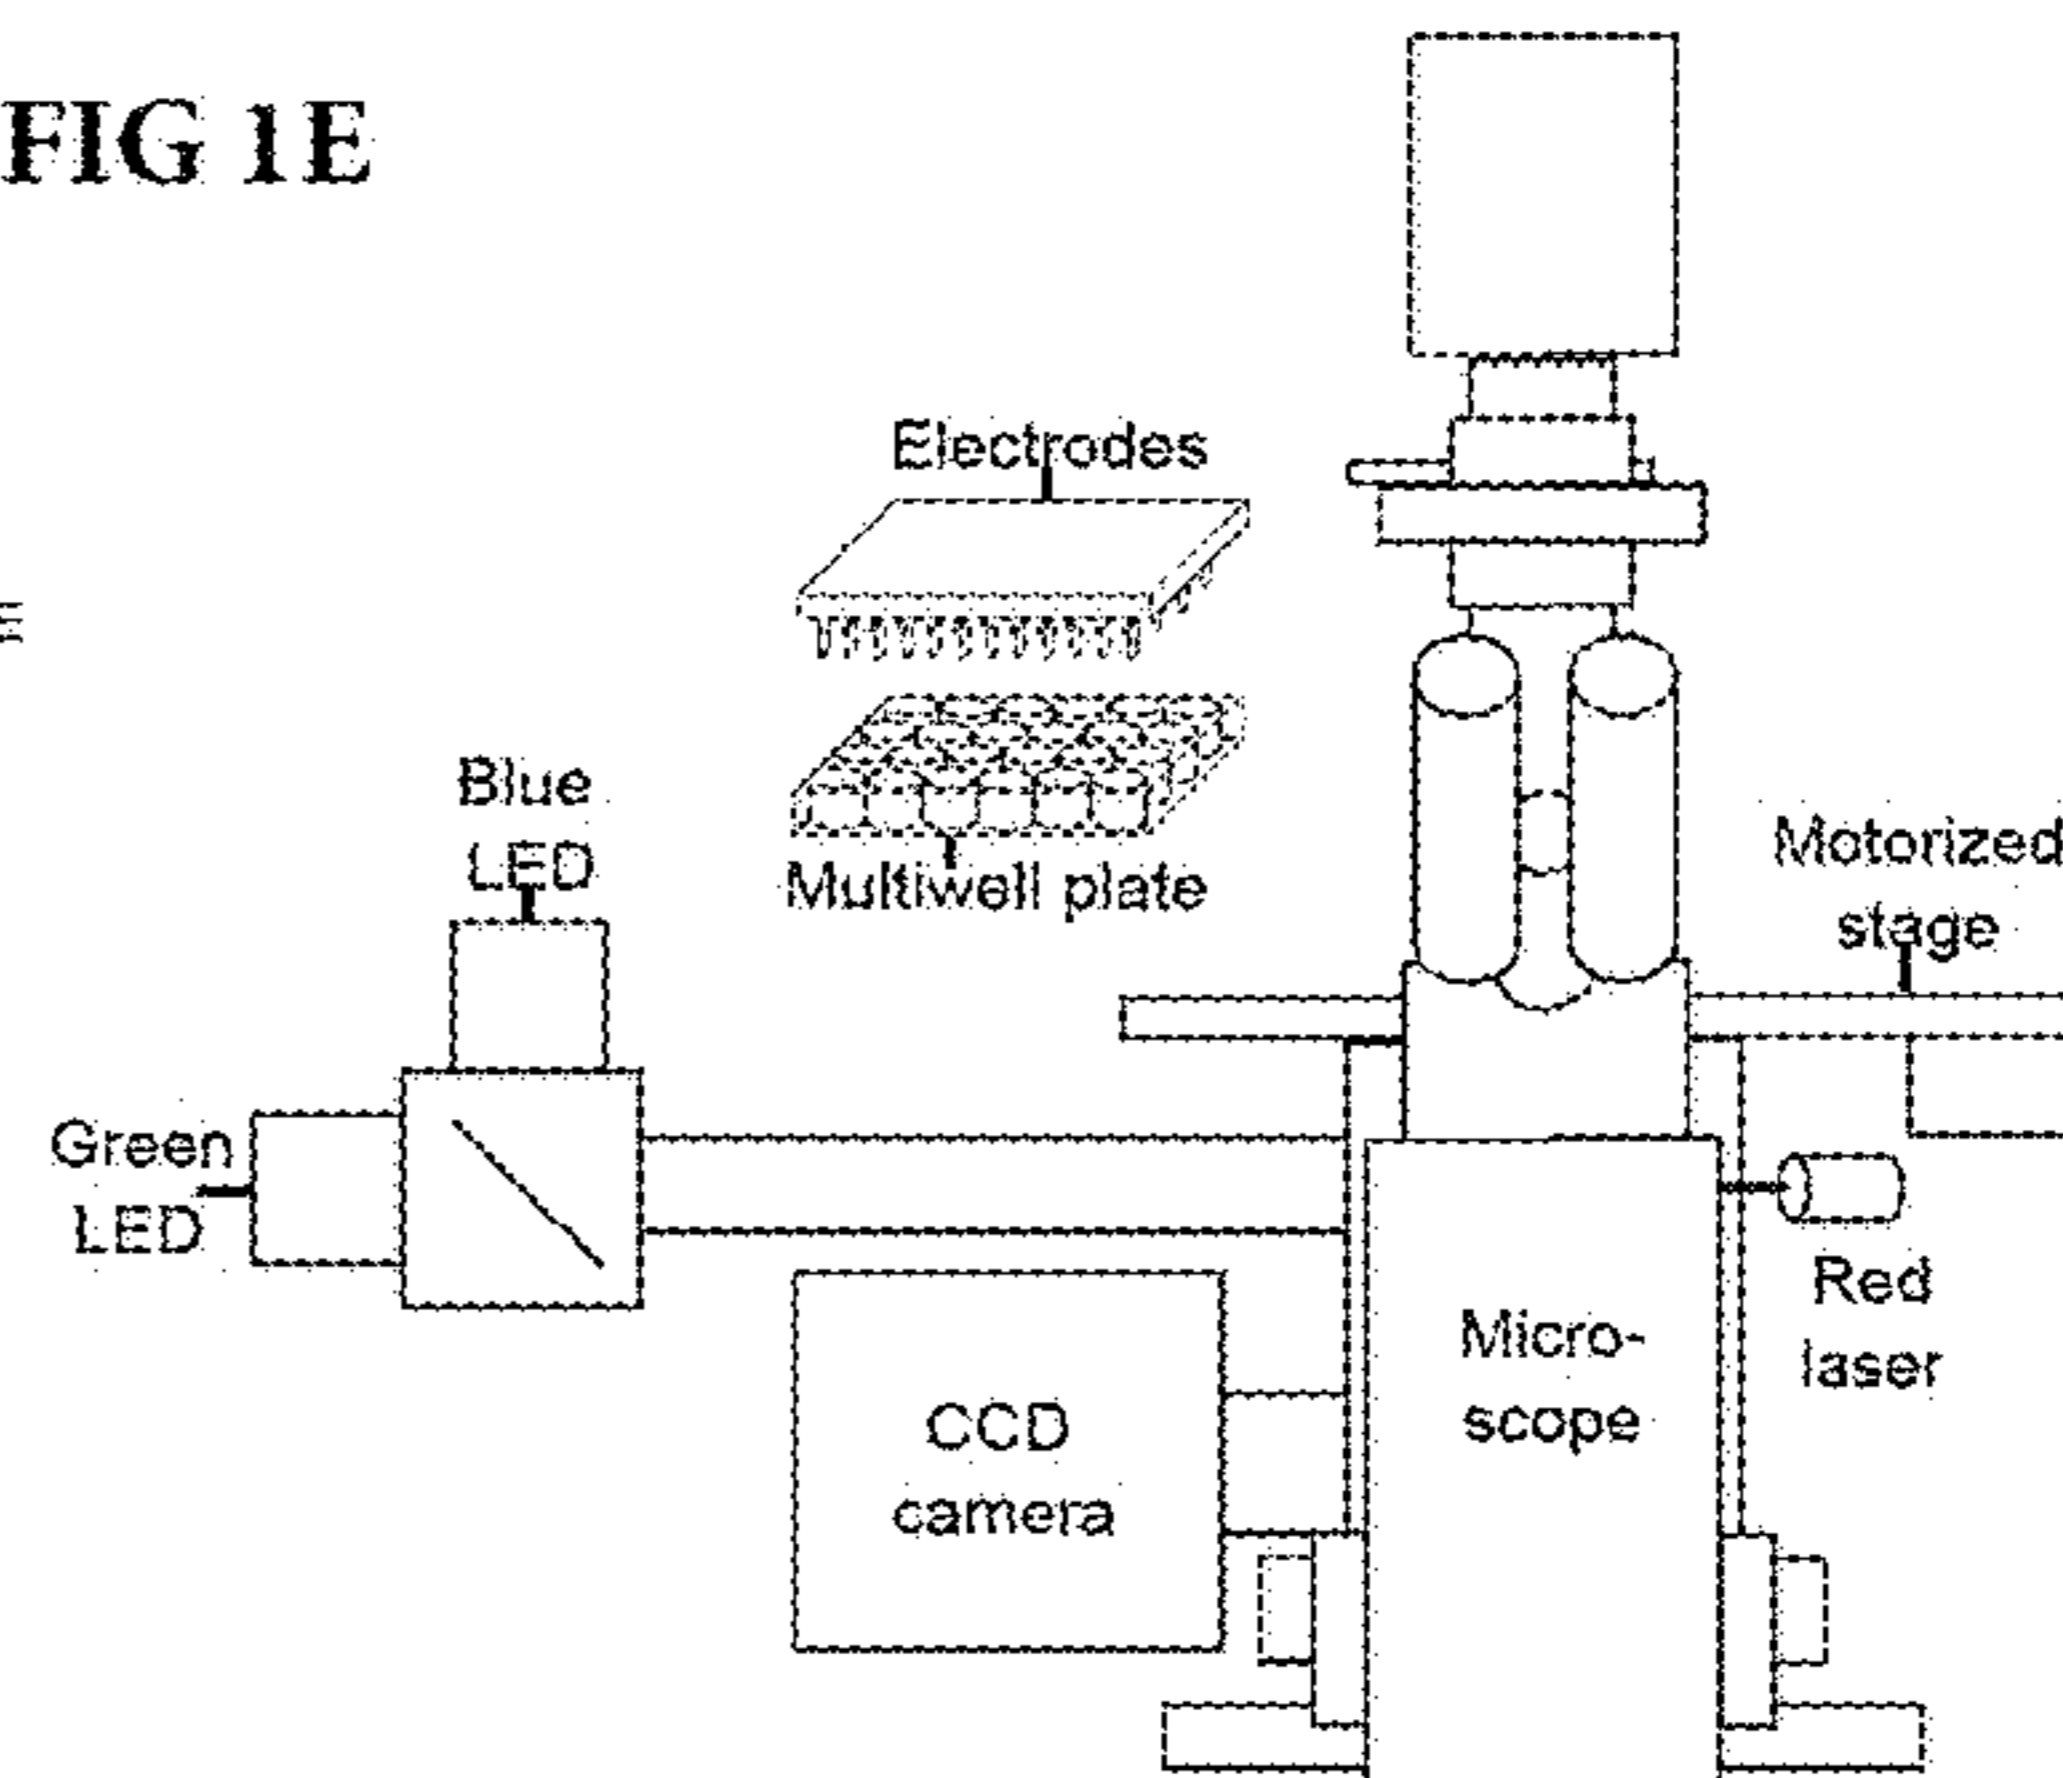 FIG 1E
Electrodes
Multiwell plate
Blue
LED
Green
LED
Motorized
stage
Red
laser
Micro-
scope
CCD
camera